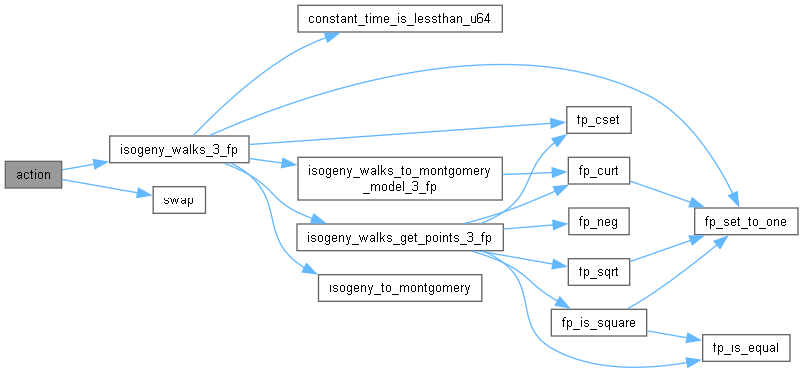 constant_time_is_lessthan_u64
isogeny_walks_3_fp
fp_cset
action
isogeny_walks_to_montgomery
_model_3_fp
fp_curt
swap
fp_set_to_one
isogeny_walks_get_points_3_fp
fp_neg
fp_sqrt
isogeny_to_montgomery
fp_is_square
fp_is_equal